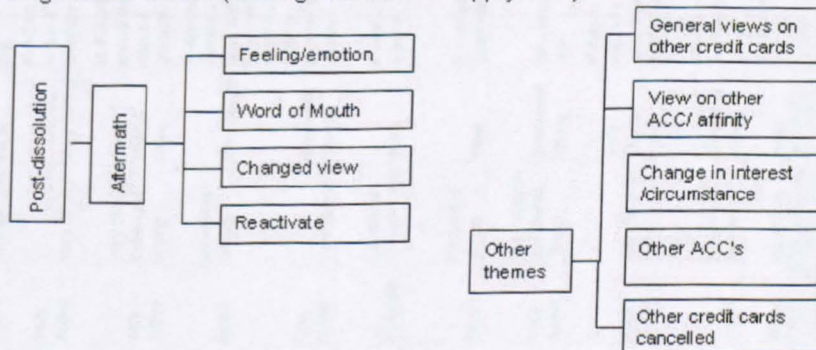 Post-dissolution
Aftermath
Feeling/emotion
Word of Mouth
Changed view
Reactivate
Other
themes
General views on
other credit cards
View on other
ACC/ affinity
Change in interest
/circumstance
Other ACC's
Other credit cards
cancelled